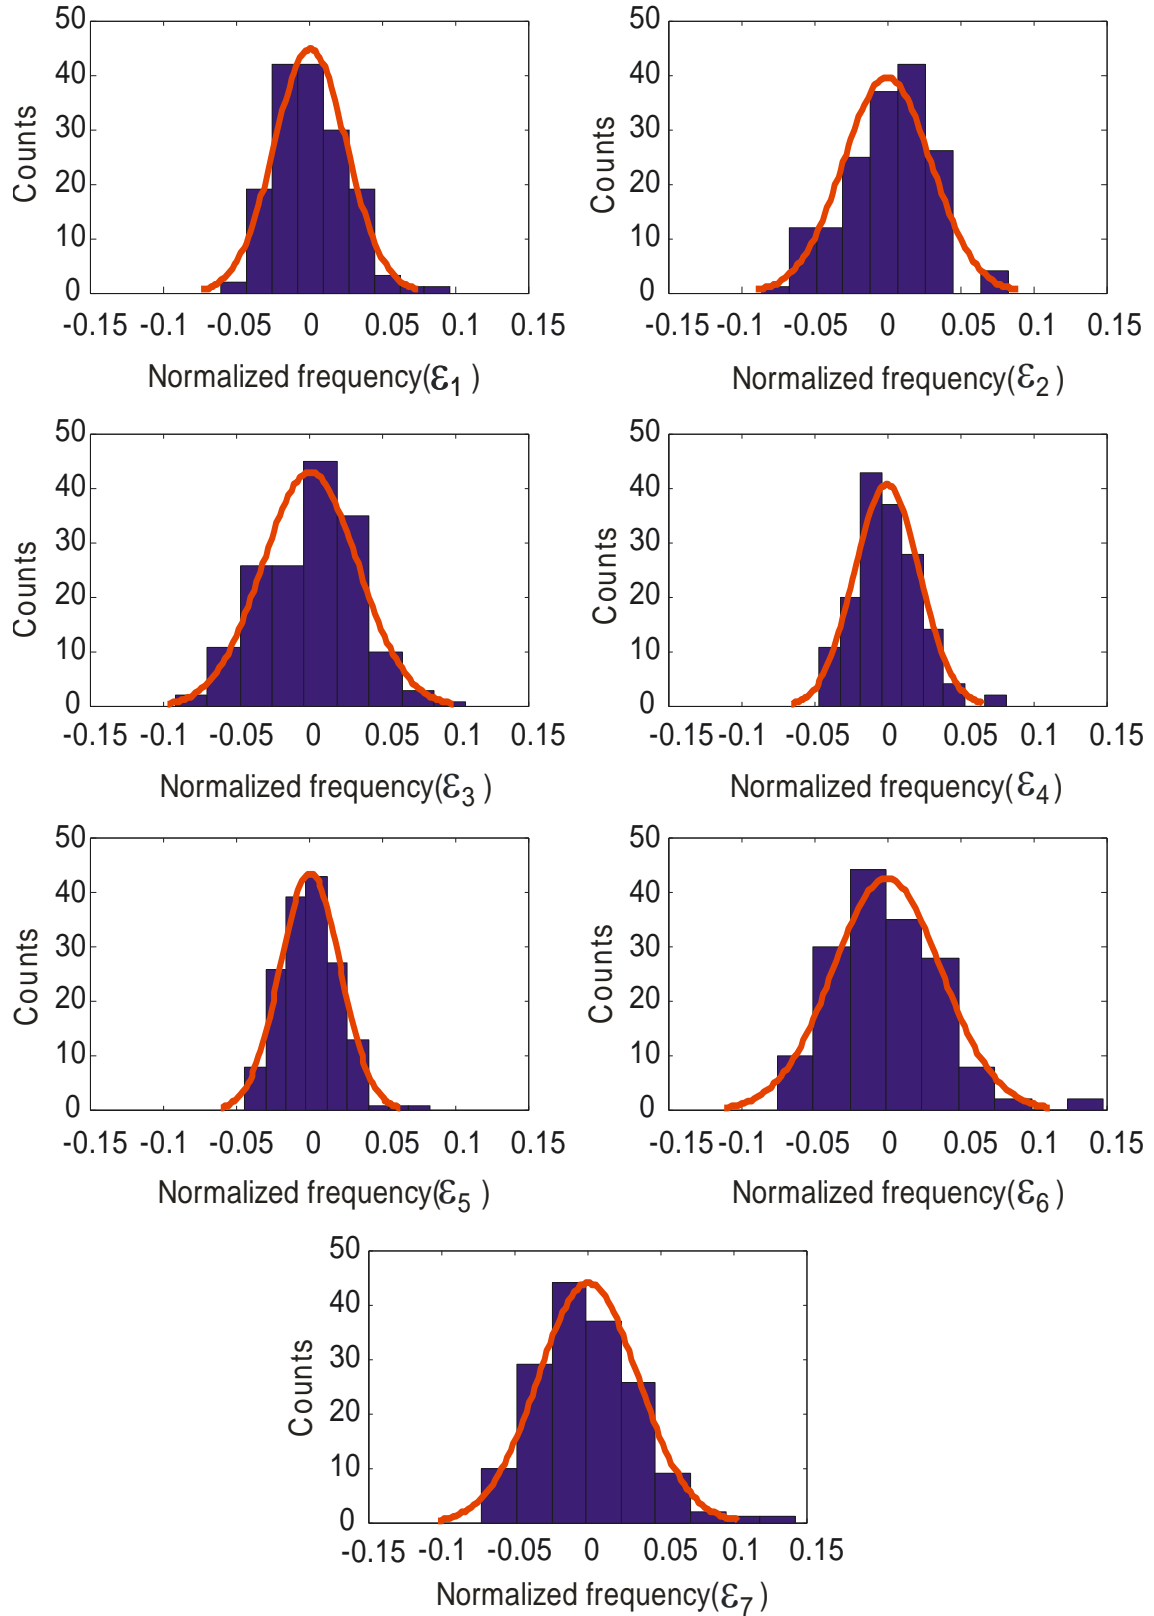 50
40
30
20
10
0
Counts
-0.15 -0.1 -0.05 0 0.05 0.1 0.15
Normalized frequency(ε1 )
50
40
30
20
10
0
Counts
-0.15 -0.1 -0.05 0 0.05 0.1 0.15
Normalized frequency(ε2 )
50
40
30
20
10
0
Counts
-0.15 -0.1 -0.05 0 0.05 0.1 0.15
Normalized frequency(ε3 )
50
40
30
20
10
0
Counts
-0.15 -0.1 -0.05 0 0.05 0.1 0.15
Normalized frequency(ε4 )
50
40
30
20
10
0
Counts
-0.15 -0.1 -0.05 0 0.05 0.1 0.15
Normalized frequency(ε5 )
50
40
30
20
10
0
Counts
-0.15 -0.1 -0.05 0 0.05 0.1 0.15
Normalized frequency(ε6 )
50
40
30
20
10
0
Counts
-0.15 -0.1 -0.05 0 0.05 0.1 0.15
Normalized frequency(ε7 )